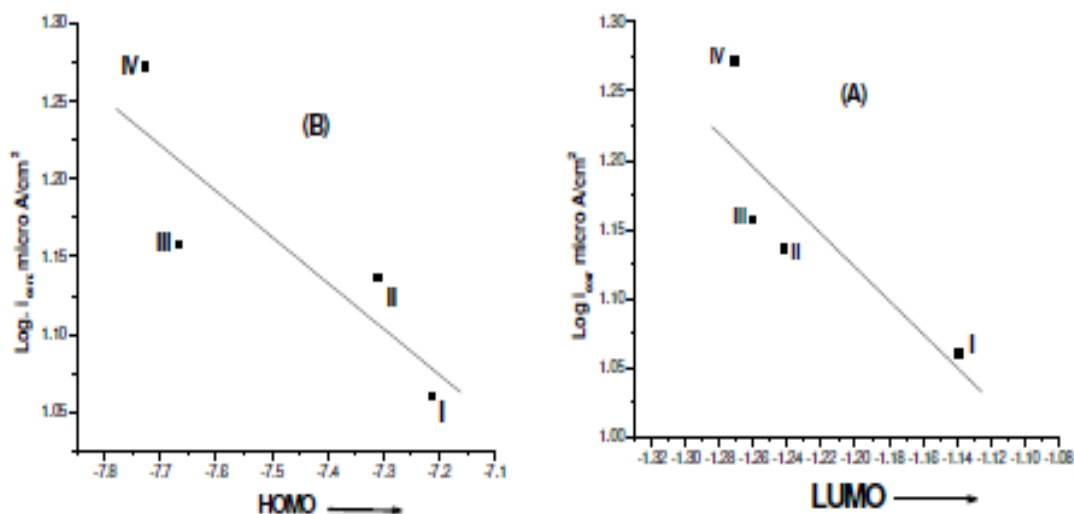 1.30
1.25
1.20
1.15
1.10
1.05
IV
III
II
I
(B)
-7.8 -7.7 -7.6 -7.5 -7.4 -7.3 -7.2 -7.1
HOMO
Log. i corr. micro A/cm²
1.30
1.25
1.20
1.15
1.10
1.05
1.00
IV
III
II
I
(A)
-1.32 -1.30 -1.28 -1.26 -1.24 -1.22 -1.20 -1.18 -1.16 -1.14 -1.12 -1.10 -1.08
LUMO
Log i corr. micro A/cm²